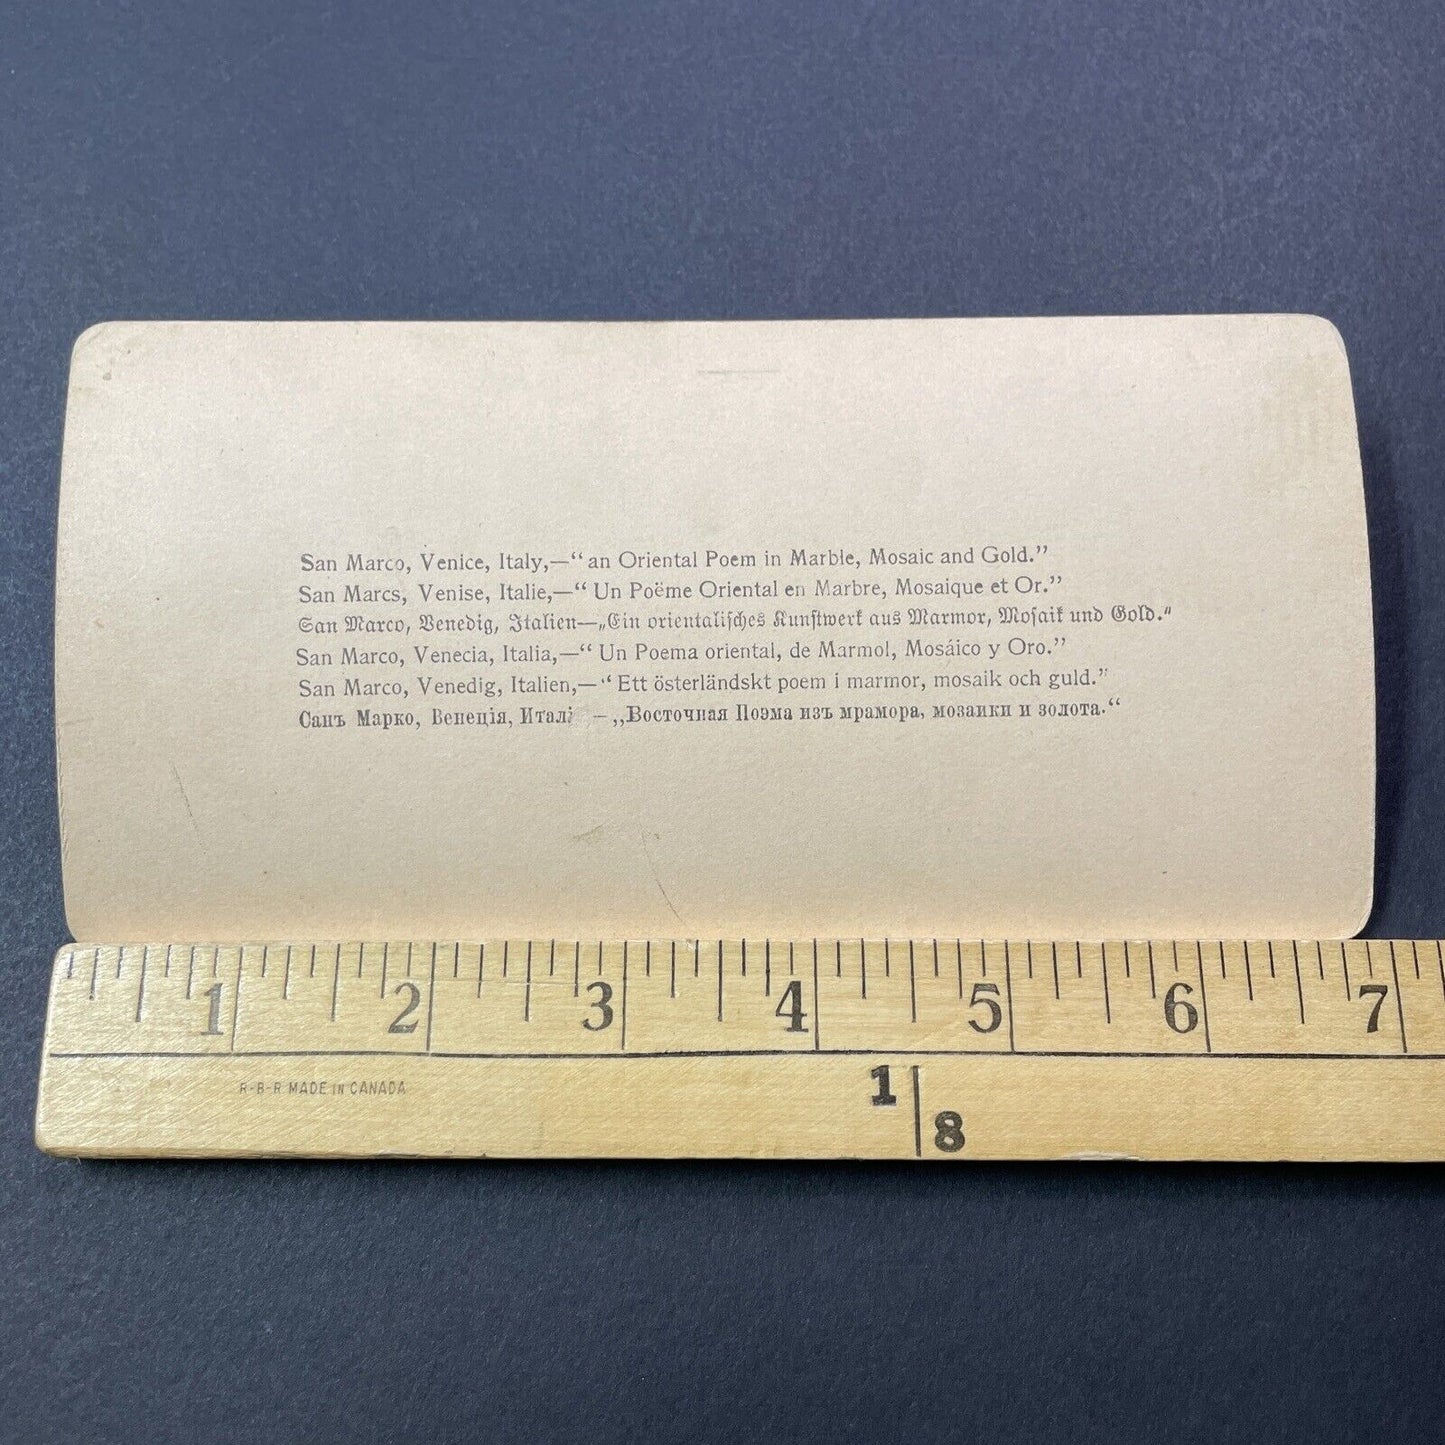 San Marco, Venice, Italy,—“ an Oriental Poem in Marble, Mosaic and Gold.”
San Marcs, Venise, Italie,—“ Un Poëme Oriental en Marbre, Mosaique et Or.”
San Marco, Venedig, Italien—„Ein orientalisches Kunstwerk aus Marmor, Mosaik und Gold."
San Marco, Venecia, Italia,—“ Un Poema oriental, de Marmol, Mosáico y Oro.”
San Marco, Venedig, Italien,—‘ Ett österländskt poem i marmor, mosaik och guld.”
Санъ Марко, Венеція, Италі —„Восточная Поэма изъ мрамора, мозаики и золота.“
1 2 3 4 5 6 7
R-B-R MADE IN CANADA
1
8